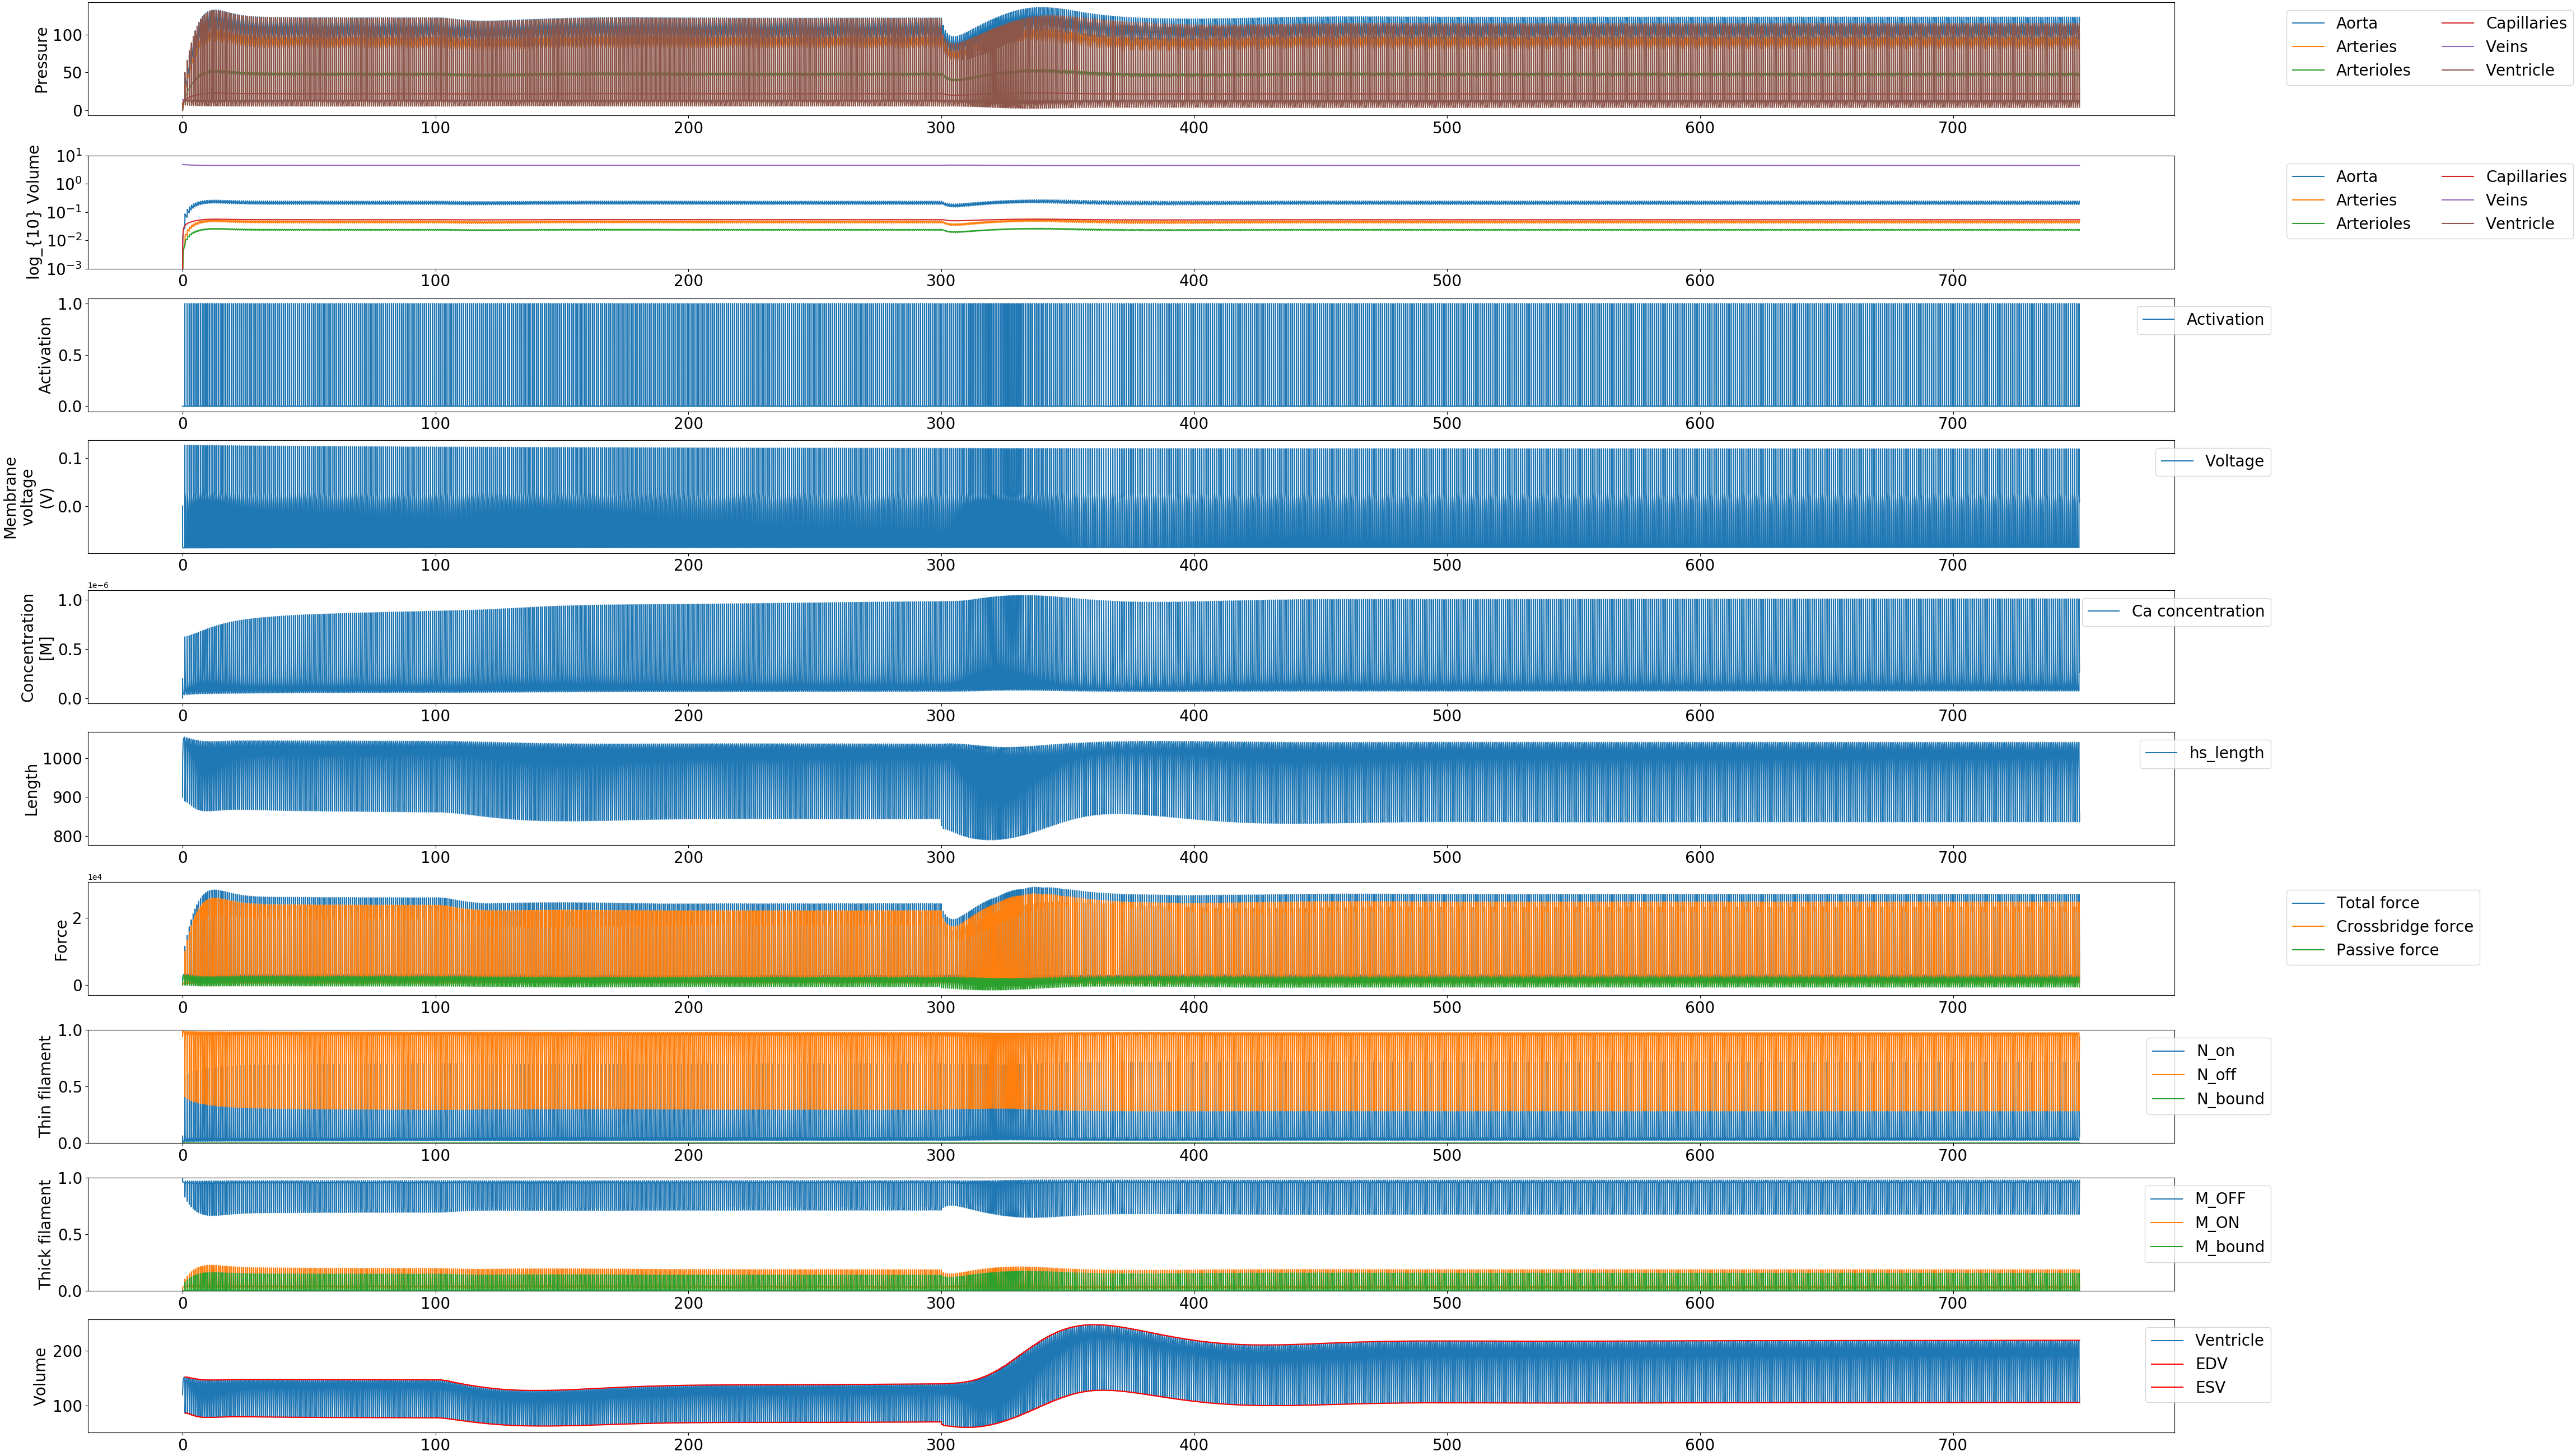 Pressure
100
50
0
0 100 200 300 400 500 600 700
Aorta Capillaries
Arteries Veins
Arterioles Ventricle
log_{10} Volume
10^1
10^0
10^-1
10^-2
10^-3
0 100 200 300 400 500 600 700
Aorta Capillaries
Arteries Veins
Arterioles Ventricle
Activation
1.0
0.5
0.0
0 100 200 300 400 500 600 700
Activation
Membrane
voltage
(V)
0.1
0.0
0 100 200 300 400 500 600 700
Voltage
Concentration
[M]
1e−6
1.0
0.5
0.0
0 100 200 300 400 500 600 700
Ca concentration
Length
1000
900
800
0 100 200 300 400 500 600 700
hs_length
Force
1e4
2
0
0 100 200 300 400 500 600 700
Total force
Crossbridge force
Passive force
Thin filament
1.0
0.5
0.0
0 100 200 300 400 500 600 700
N_on
N_off
N_bound
Thick filament
1.0
0.5
0.0
0 100 200 300 400 500 600 700
M_OFF
M_ON
M_bound
Volume
200
100
0 100 200 300 400 500 600 700
Ventricle
EDV
ESV